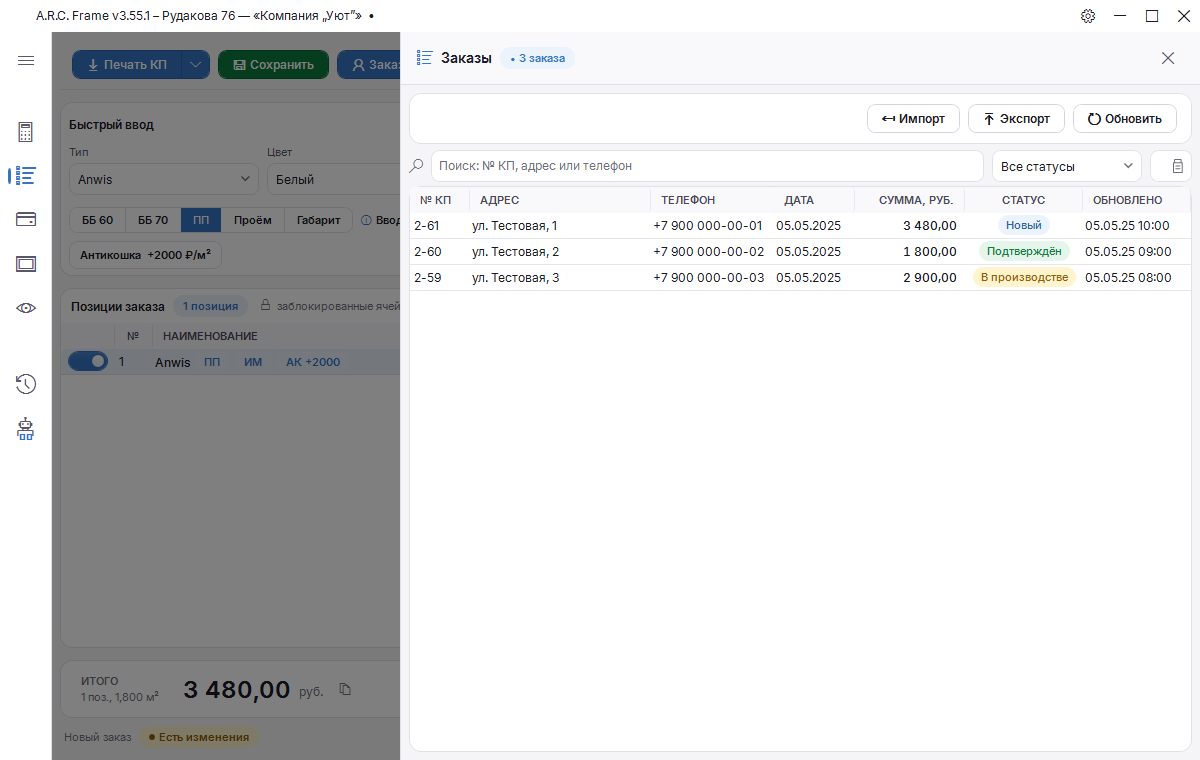 A.R.C. Frame v3.55.1 – Рудакова 76 — «Компания „Уют"» •
Печать КП
Сохранить
Зака
Быстрый ввод
Тип
Цвет
Anwis
Белый
ББ 60
ББ 70
ПП
Проём
Габарит
Ввод
Антикошка +2000 ₽/м²
Позиции заказа
1 позиция
заблокированные ячей
№
НАИМЕНОВАНИЕ
1
Anwis
ПП
ИМ
АК +2000
ИТОГО
1 поз., 1,800 м²
3 480,00 руб.
Новый заказ
• Есть изменения
Заказы
• 3 заказа
Импорт
Экспорт
Обновить
Поиск: № КП, адрес или телефон
Все статусы
№ КП АДРЕС ТЕЛЕФОН ДАТА СУММА, РУБ. СТАТУС ОБНОВЛЕНО
2-61 ул. Тестовая, 1 +7 900 000-00-01 05.05.2025 3 480,00 Новый 05.05.25 10:00
2-60 ул. Тестовая, 2 +7 900 000-00-02 05.05.2025 1 800,00 Подтверждён 05.05.25 09:00
2-59 ул. Тестовая, 3 +7 900 000-00-03 05.05.2025 2 900,00 В производстве 05.05.25 08:00